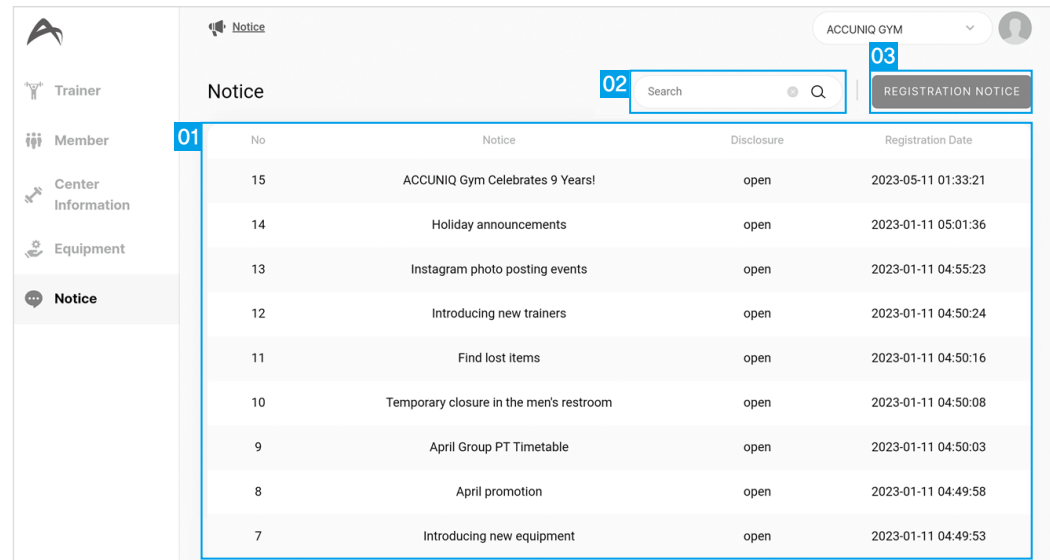 Notice
ACCUNIQ GYM
03
Trainer
Notice
02
Search
REGISTRATION NOTICE
Member
01
No Notice Disclosure Registration Date
15 ACCUNIQ Gym Celebrates 9 Years! open 2023-05-11 01:33:21
Center
Information
14 Holiday announcements open 2023-01-11 05:01:36
Equipment
13 Instagram photo posting events open 2023-01-11 04:55:23
Notice
12 Introducing new trainers open 2023-01-11 04:50:24
11 Find lost items open 2023-01-11 04:50:16
10 Temporary closure in the men's restroom open 2023-01-11 04:50:08
9 April Group PT Timetable open 2023-01-11 04:50:03
8 April promotion open 2023-01-11 04:49:58
7 Introducing new equipment open 2023-01-11 04:49:53